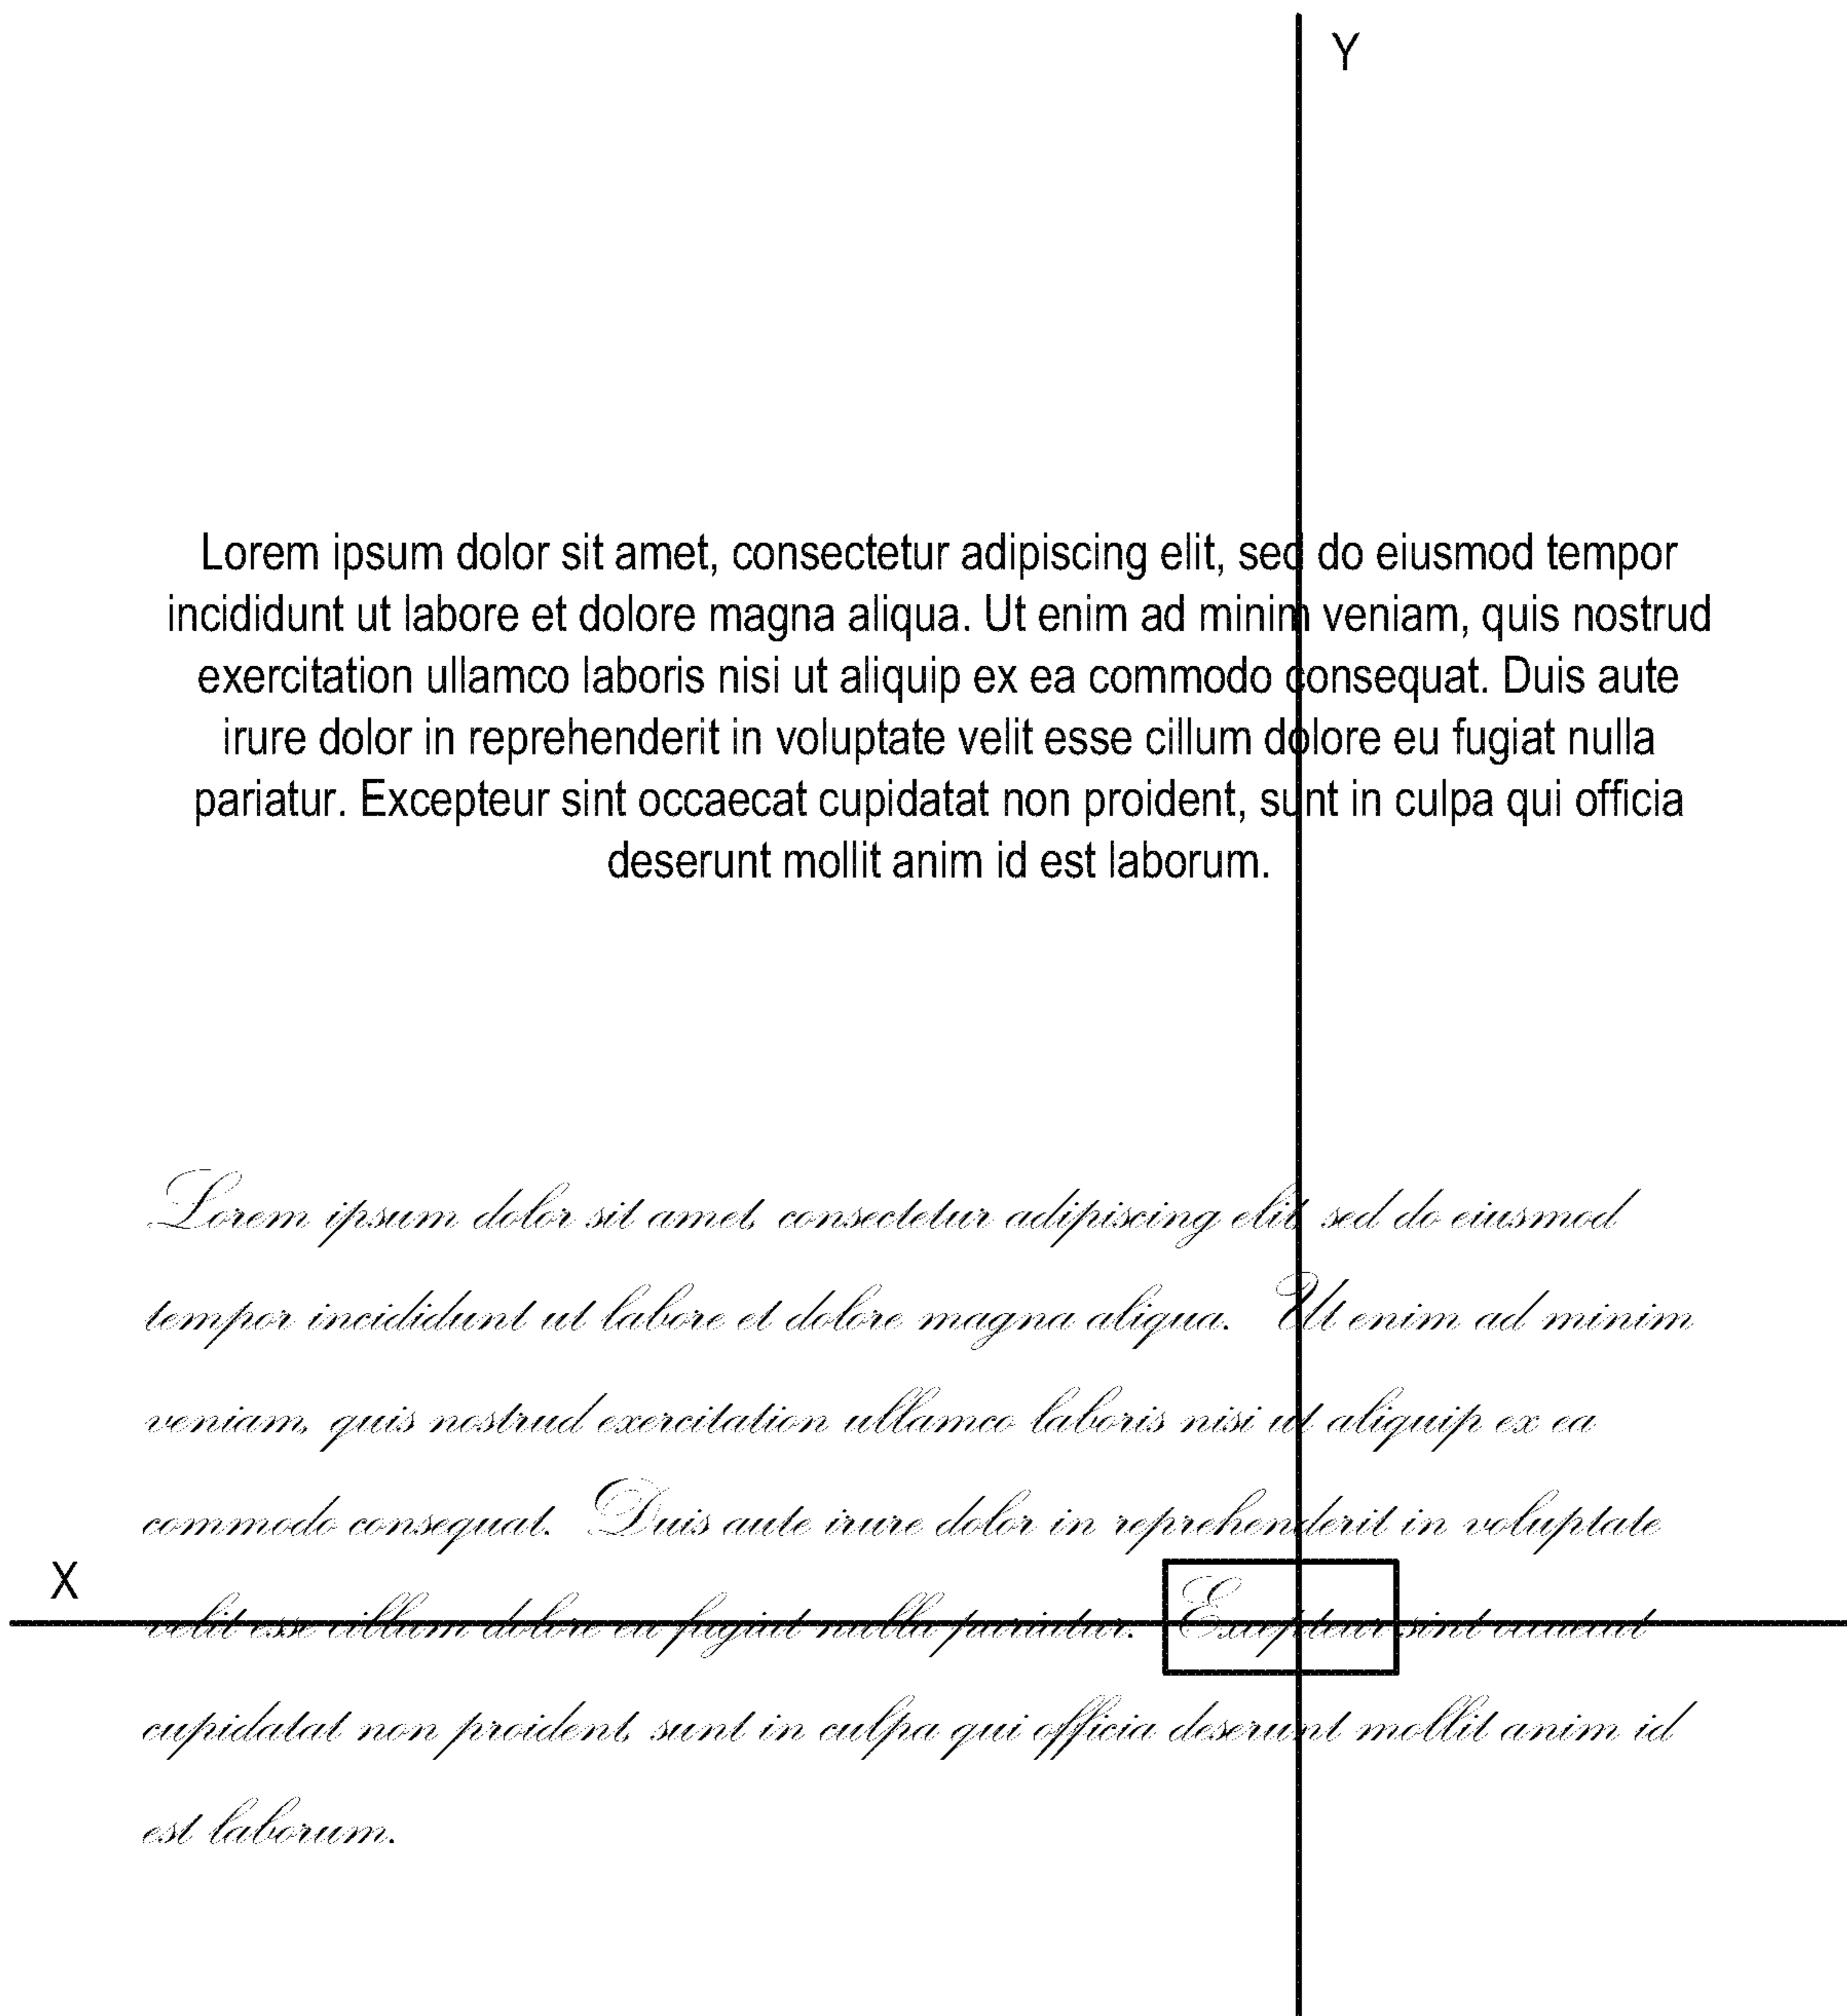 Y
Lorem ipsum dolor sit amet, consectetur adipiscing elit, sed do eiusmod tempor
incididunt ut labore et dolore magna aliqua. Ut enim ad minim veniam, quis nostrud
exercitation ullamco laboris nisi ut aliquip ex ea commodo consequat. Duis aute
irure dolor in reprehenderit in voluptate velit esse cillum dolore eu fugiat nulla
pariatur. Excepteur sint occaecat cupidatat non proident, sunt in culpa qui officia
deserunt mollit anim id est laborum.
Lorem ipsum dolor sit amet, consectetur adipiscing elit, sed do eiusmod
tempor incididunt ut labore et dolore magna aliqua. Ut enim ad minim
veniam, quis nostrud exercitation ullamco laboris nisi ut aliquip ex ea
commodo consequat. Duis aute irure dolor in reprehenderit in voluptate
X
velit esse cillum dolore eu fugiat nulla pariatur. Excepteur sint occaecat
cupidatat non proident, sunt in culpa qui officia deserunt mollit anim id
est laborum.